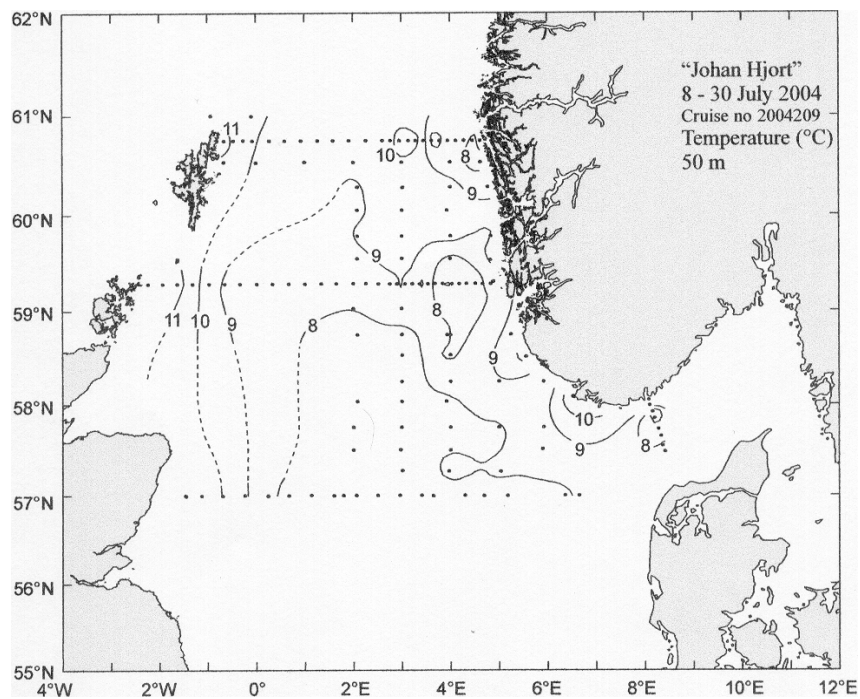 62°N
61°N
60°N
59°N
58°N
57°N
56°N
55°N
4°W
2°W
0°
2°E
4°E
6°E
8°E
10°E
12°E
“Johan Hjort”
8 - 30 July 2004
Cruise no 2004209
Temperature (°C)
50 m
11
10
8
9
9
8
11
10
9
8
9
10
9
8